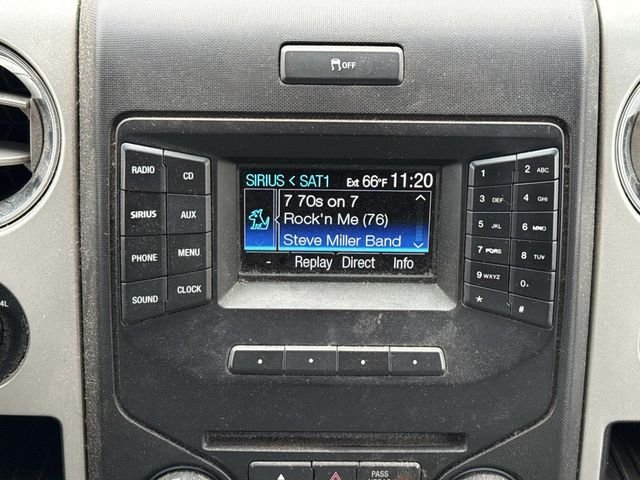 OFF
RADIO
CD
SIRIUS
AUX
PHONE
MENU
SOUND
CLOCK
SIRIUS < SAT1 Ext 66°F 11:20
7 70s on 7
Rock'n Me (76)
Steve Miller Band
- Replay Direct Info
1
2 ABC
3 DEF
4 GHI
5 JKL
6 MNO
7 PQRS
8 TUV
9 WXYZ
0
*
#
4L
PASS